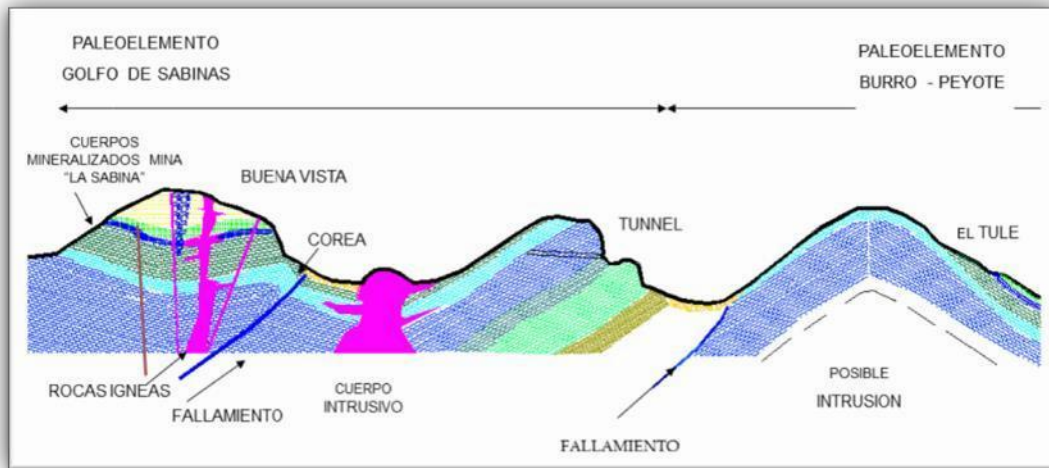 PALEOELEMENTO
GOLFO DE SABINAS
PALEOELEMENTO
BURRO - PEYOTE
CUERPOS
MINERALIZADOS MINA
"LA SABINA"
BUENA VISTA
COREA
TUNNEL
EL TULE
ROCAS IGNEAS
FALLAMIENTO
CUERPO
INTRUSIVO
FALLAMIENTO
POSIBLE
INTRUSION